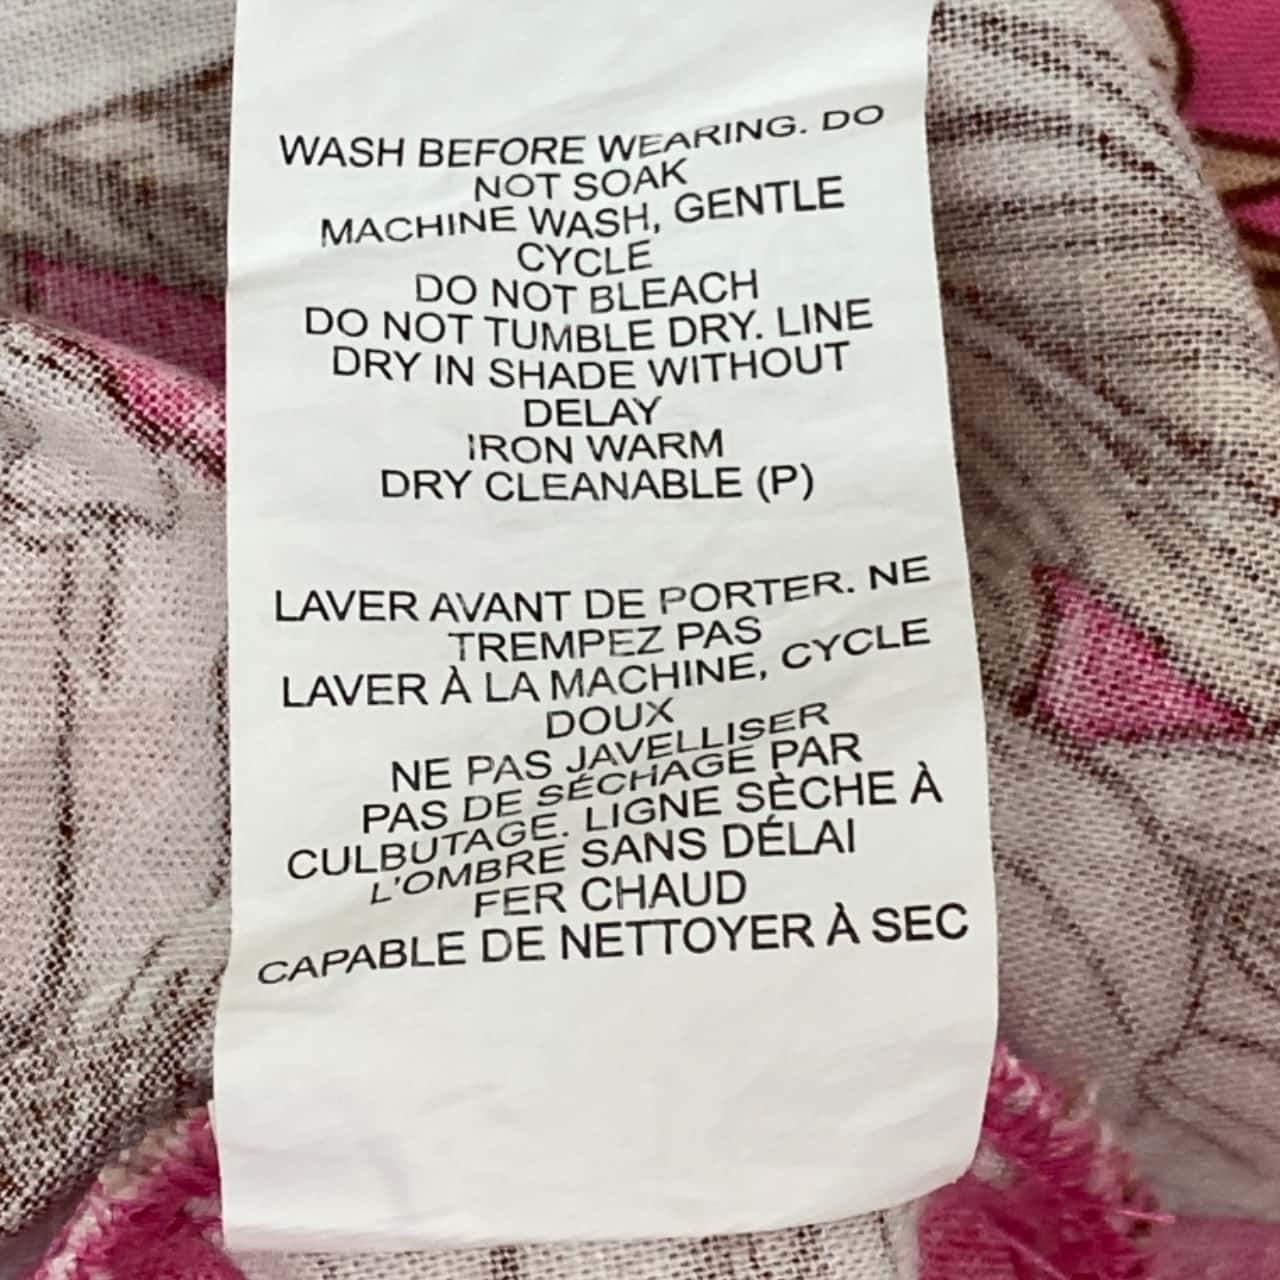 WASH BEFORE WEARING. DO
NOT SOAK
MACHINE WASH, GENTLE
CYCLE
DO NOT BLEACH
DO NOT TUMBLE DRY. LINE
DRY IN SHADE WITHOUT
DELAY
IRON WARM
DRY CLEANABLE (P)
LAVER AVANT DE PORTER. NE
TREMPEZ PAS
LAVER À LA MACHINE, CYCLE
DOUX
NE PAS JAVELLISER
PAS DE SÉCHAGE PAR
CULBUTAGE. LIGNE SÈCHE À
L'OMBRE SANS DÉLAI
FER CHAUD
CAPABLE DE NETTOYER À SEC